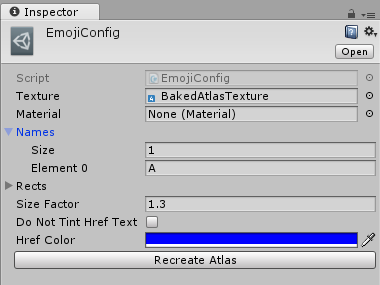 Inspector
EmojiConfig
Open
Script EmojiConfig
Texture BakedAtlasTexture
Material None (Material)
Names
Size 1
Element 0 A
Rects
Size Factor 1.3
Do Not Tint Href Text
Href Color
Recreate Atlas